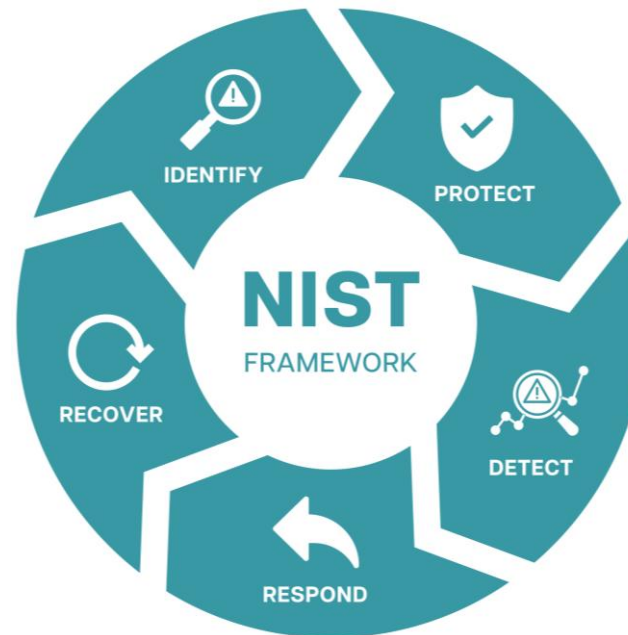 IDENTIFY
PROTECT
NIST
FRAMEWORK
RECOVER
DETECT
RESPOND